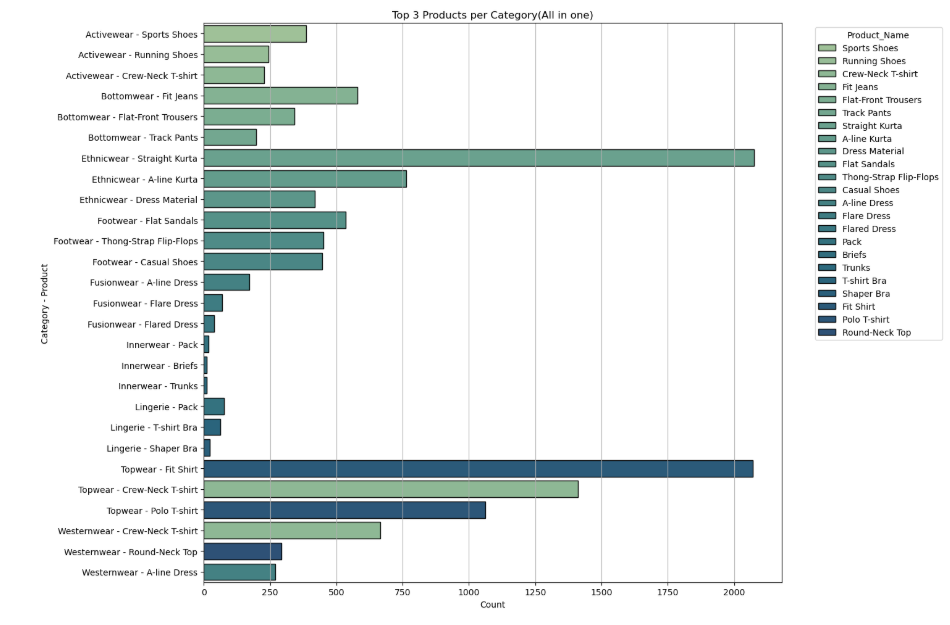 Top 3 Products per Category(All in one)
Category - Product
Activewear - Sports Shoes
Activewear - Running Shoes
Activewear - Crew-Neck T-shirt
Bottomwear - Fit Jeans
Bottomwear - Flat-Front Trousers
Bottomwear - Track Pants
Ethnicwear - Straight Kurta
Ethnicwear - A-line Kurta
Ethnicwear - Dress Material
Footwear - Flat Sandals
Footwear - Thong-Strap Flip-Flops
Footwear - Casual Shoes
Fusionwear - A-line Dress
Fusionwear - Flare Dress
Fusionwear - Flared Dress
Innerwear - Pack
Innerwear - Briefs
Innerwear - Trunks
Lingerie - Pack
Lingerie - T-shirt Bra
Lingerie - Shaper Bra
Topwear - Fit Shirt
Topwear - Crew-Neck T-shirt
Topwear - Polo T-shirt
Westernwear - Crew-Neck T-shirt
Westernwear - Round-Neck Top
Westernwear - A-line Dress
0 250 500 750 1000 1250 1500 1750 2000
Count
Product_Name
Sports Shoes
Running Shoes
Crew-Neck T-shirt
Fit Jeans
Flat-Front Trousers
Track Pants
Straight Kurta
A-line Kurta
Dress Material
Flat Sandals
Thong-Strap Flip-Flops
Casual Shoes
A-line Dress
Flare Dress
Flared Dress
Pack
Briefs
Trunks
T-shirt Bra
Shaper Bra
Fit Shirt
Polo T-shirt
Round-Neck Top